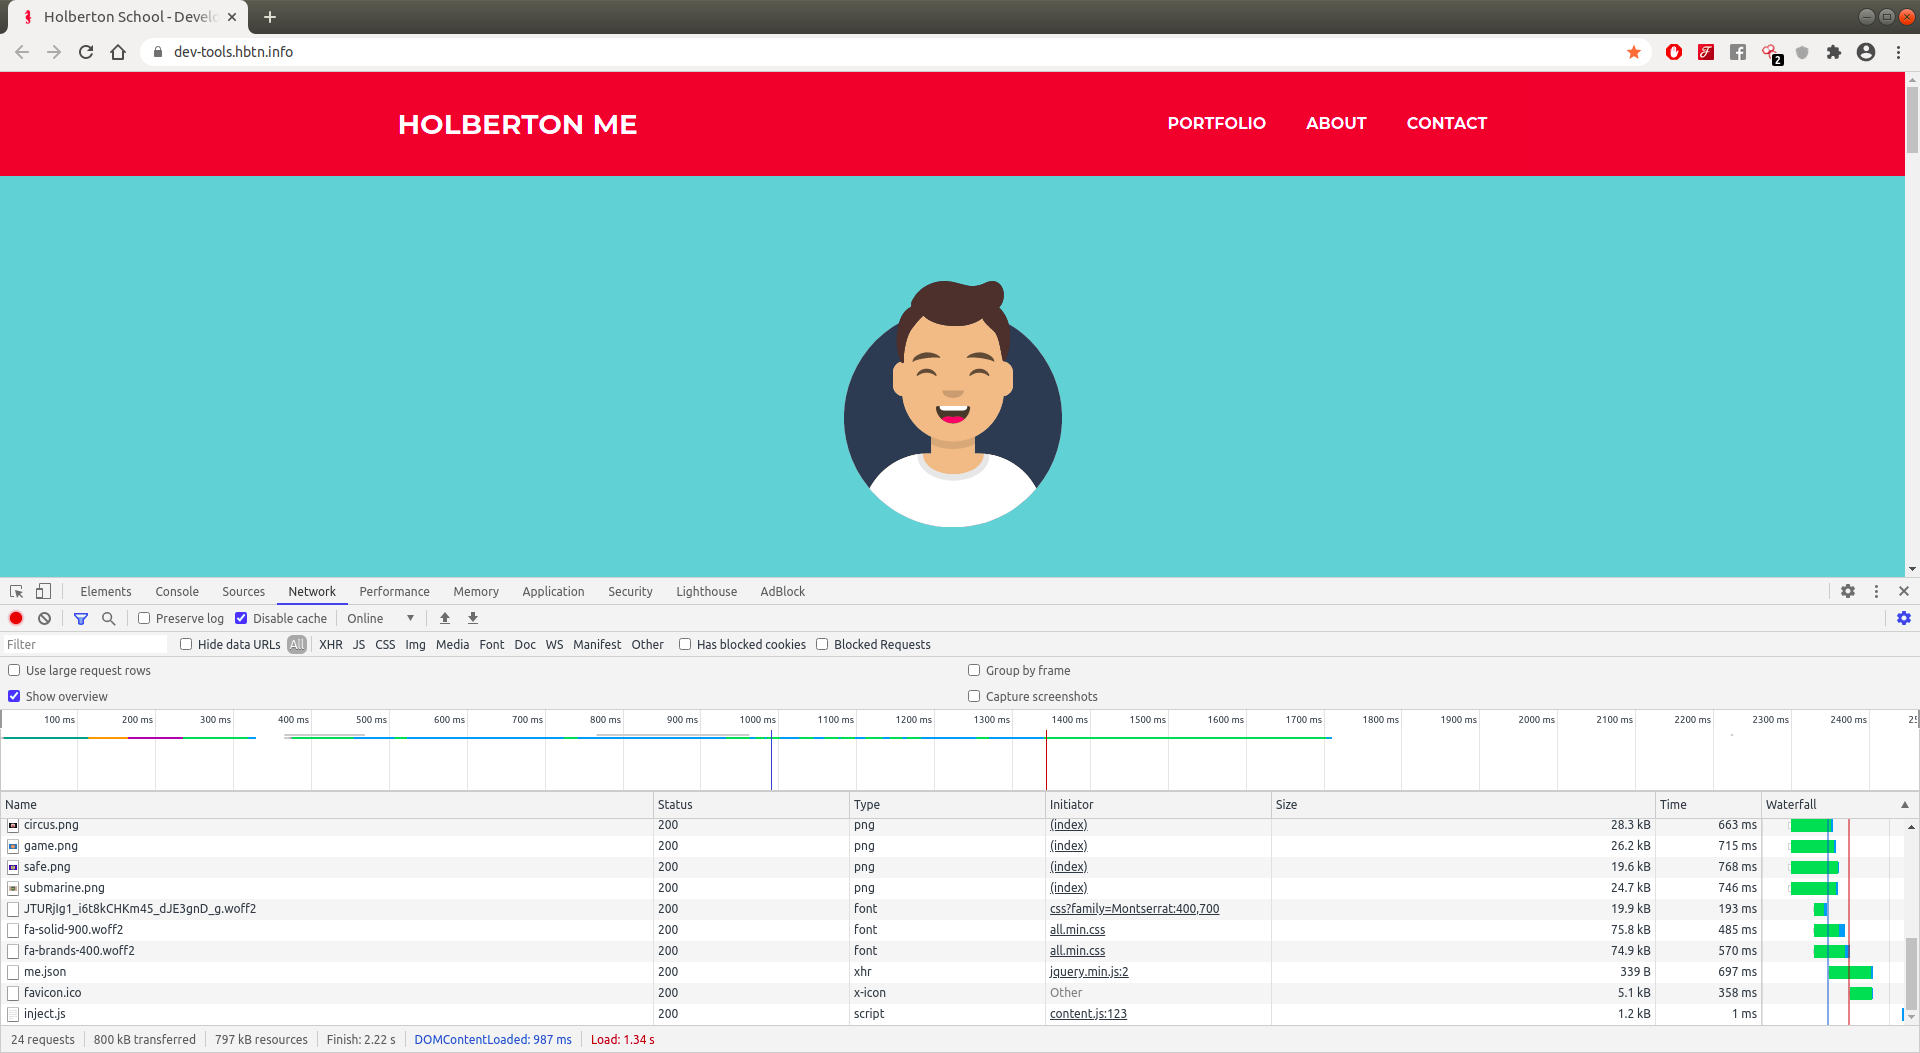 Holberton School - Develo
dev-tools.hbtn.info
2
HOLBERTON ME PORTFOLIO ABOUT CONTACT
Elements Console Sources Network Performance Memory Application Security Lighthouse AdBlock
Preserve log Disable cache Online
Filter Hide data URLs All XHR JS CSS Img Media Font Doc WS Manifest Other Has blocked cookies Blocked Requests
Use large request rows Group by frame
Show overview Capture screenshots
100 ms 200 ms 300 ms 400 ms 500 ms 600 ms 700 ms 800 ms 900 ms 1000 ms 1100 ms 1200 ms 1300 ms 1400 ms 1500 ms 1600 ms 1700 ms 1800 ms 1900 ms 2000 ms 2100 ms 2200 ms 2300 ms 2400 ms
Name Status Type Initiator Size Time Waterfall
circus.png 200 png (index) 28.3 kB 663 ms
game.png 200 png (index) 26.2 kB 715 ms
safe.png 200 png (index) 19.6 kB 768 ms
submarine.png 200 png (index) 24.7 kB 746 ms
JTURjIg1_i6t8kCHKm45_dJE3gnD_g.woff2 200 font css?family=Montserrat:400,700 19.9 kB 193 ms
fa-solid-900.woff2 200 font all.min.css 75.8 kB 485 ms
fa-brands-400.woff2 200 font all.min.css 74.9 kB 570 ms
me.json 200 xhr jquery.min.js:2 339 B 697 ms
favicon.ico 200 x-icon Other 5.1 kB 358 ms
inject.js 200 script content.js:123 1.2 kB 1 ms
24 requests 800 kB transferred 797 kB resources Finish: 2.22 s DOMContentLoaded: 987 ms Load: 1.34 s